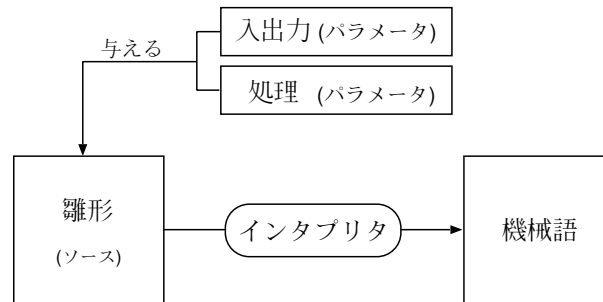 入出力 (パラメータ)
与える
処理 (パラメータ)
雛形
(ソース)
インタプリタ
機械語